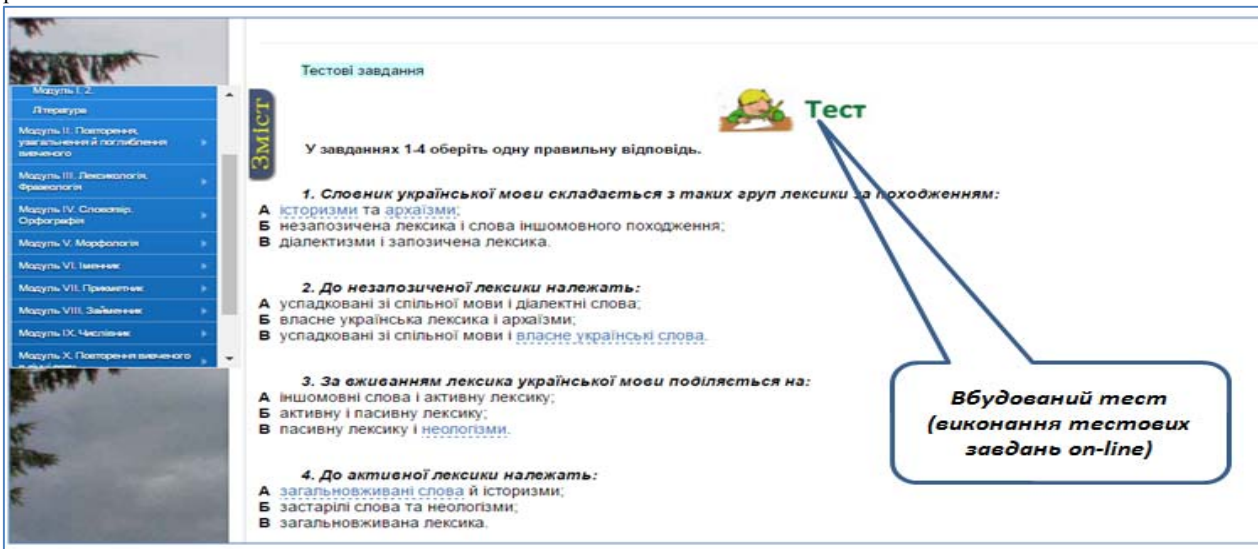 Модуль I. 2.
Література
Модуль II. Повторення,
узагальнення й поглиблення
вивченого
Модуль III. Лексикологія.
Фразеологія
Модуль IV. Словотвір.
Орфографія
Модуль V. Морфологія
Модуль VI. Іменник
Модуль VII. Прикметник
Модуль VIII. Займенник
Модуль IX. Числівник
Модуль X. Повторення вивченого
Зміст
Тестові завдання
Тест
У завданнях 1-4 оберіть одну правильну відповідь.
1. Словник української мови складається з таких груп лексики за походженням:
А історизми та архаїзми;
Б незапозичена лексика і слова іншомовного походження;
В діалектизми і запозичена лексика.
2. До незапозиченої лексики належать:
А успадковані зі спільної мови і діалектні слова;
Б власне українська лексика і архаїзми;
В успадковані зі спільної мови і власне українські слова.
3. За вживанням лексика української мови поділяється на:
А іншомовні слова і активну лексику;
Б активну і пасивну лексику;
В пасивну лексику і неологізми.
4. До активної лексики належать:
А загальновживані слова й історизми;
Б застарілі слова та неологізми;
В загальновживана лексика.
Вбудований тест
(виконання тестових
завдань on-line)